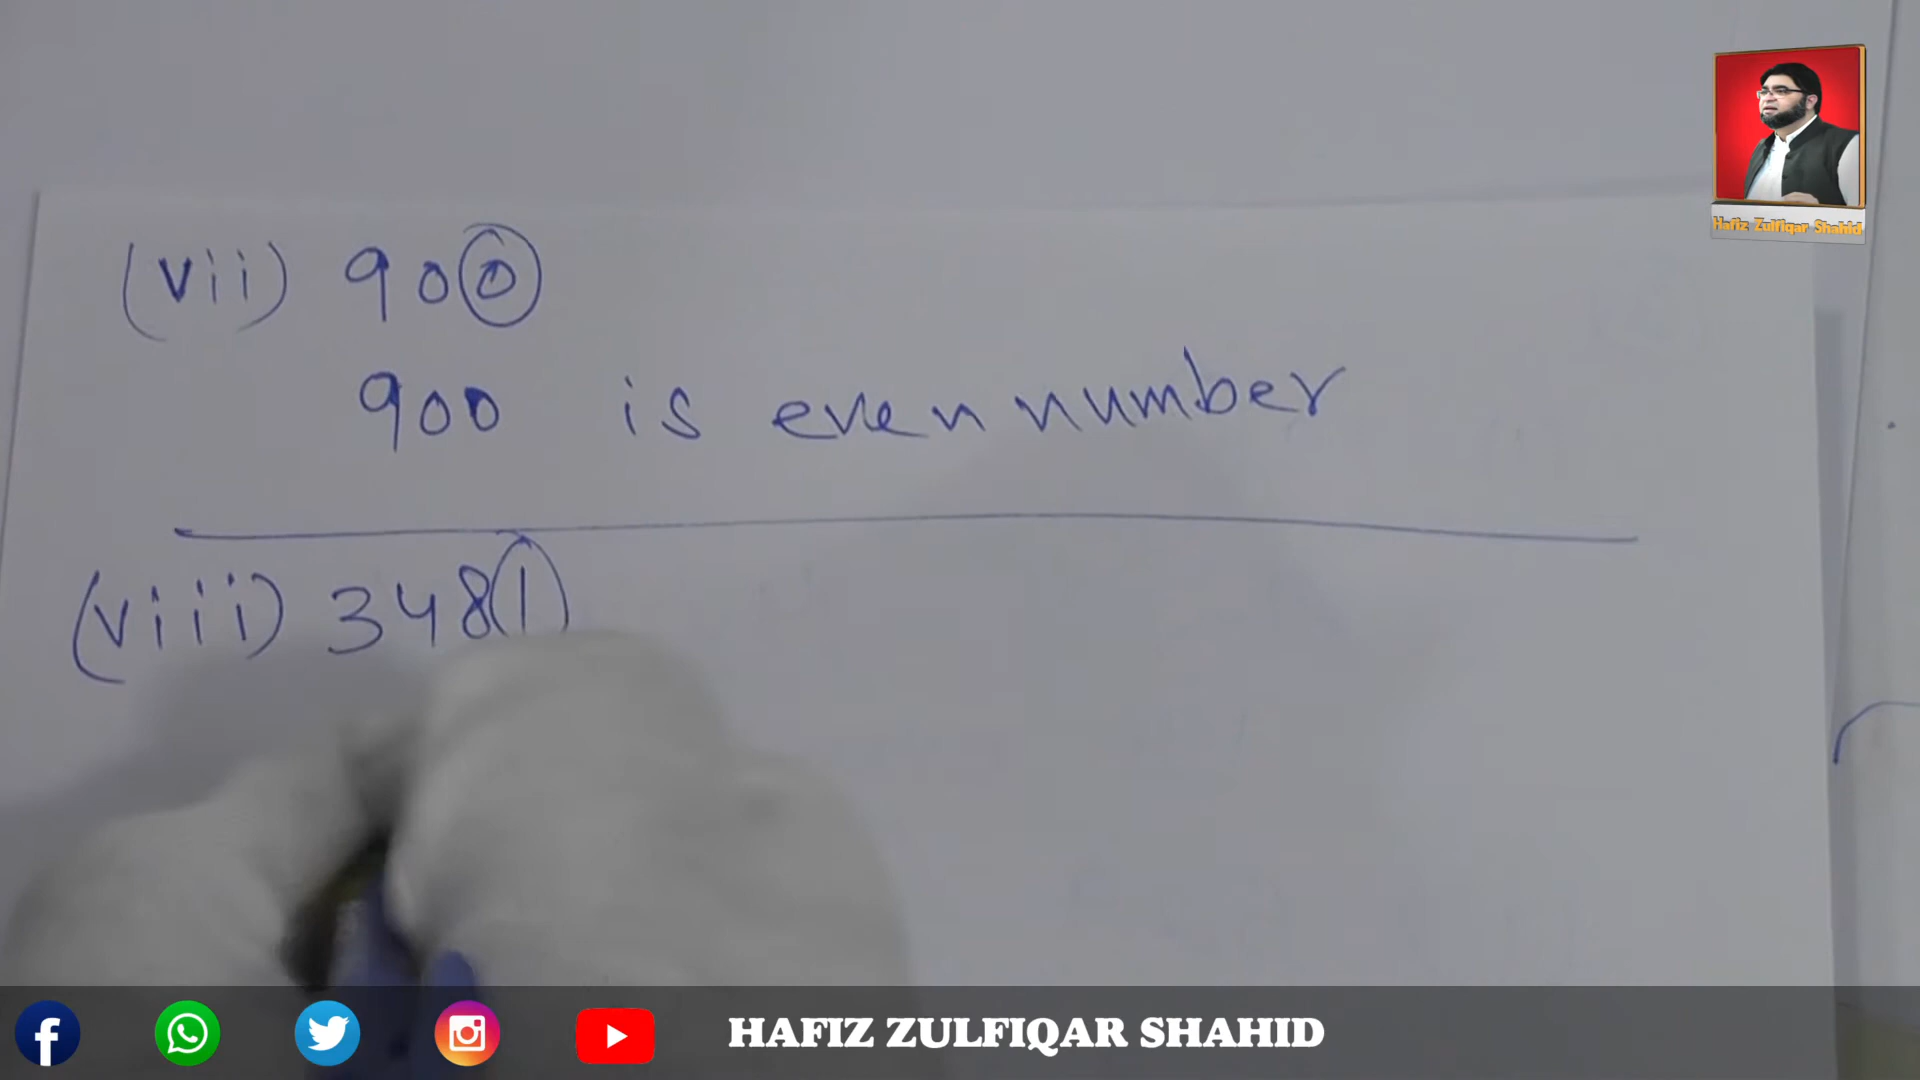 Hafiz Zulfiqar Shahid
(vii) 900
900 is even number
(viii) 3481
HAFIZ ZULFIQAR SHAHID